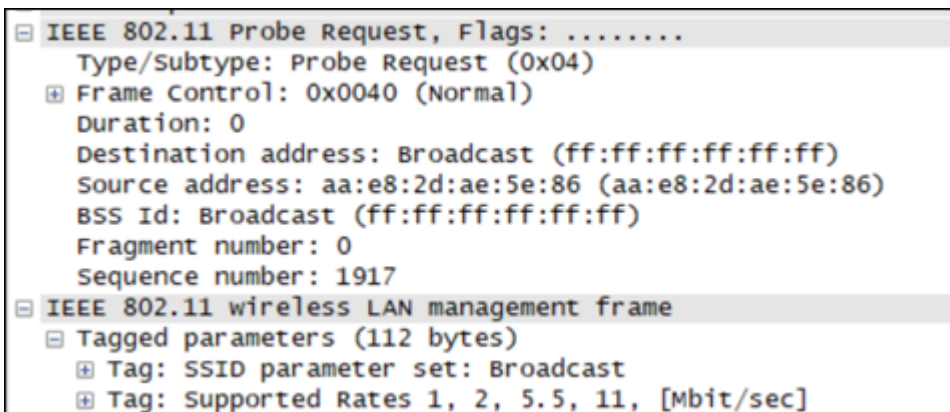 IEEE 802.11 Probe Request, Flags: ........
Type/Subtype: Probe Request (0x04)
Frame Control: 0x0040 (Normal)
Duration: 0
Destination address: Broadcast (ff:ff:ff:ff:ff:ff)
Source address: aa:e8:2d:ae:5e:86 (aa:e8:2d:ae:5e:86)
BSS Id: Broadcast (ff:ff:ff:ff:ff:ff)
Fragment number: 0
Sequence number: 1917
IEEE 802.11 wireless LAN management frame
Tagged parameters (112 bytes)
Tag: SSID parameter set: Broadcast
Tag: Supported Rates 1, 2, 5.5, 11, [Mbit/sec]